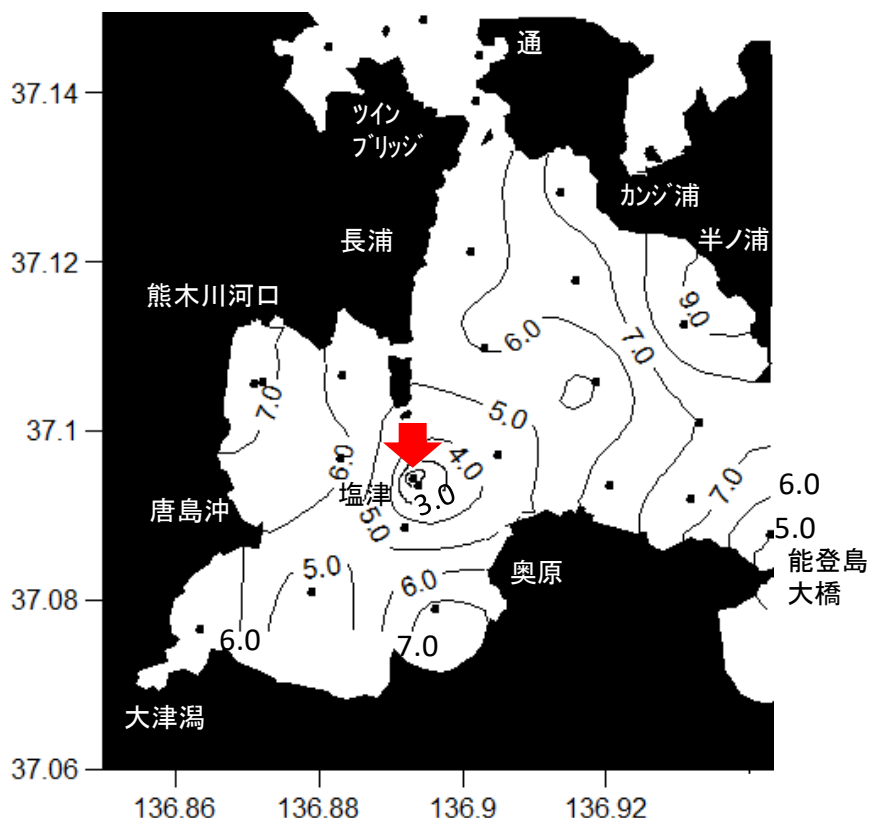 通
37.14
ツイン
ブリッジ
カンジ浦
長浦
半ノ浦
37.12
熊木川河口
9.0
6.0
7.0
7.0
5.0
37.1
6.0
4.0
7.0
6.0
塩津
3.0
5.0
唐島沖
5.0
能登島
大橋
奥原
5.0
6.0
37.08
6.0
7.0
大津潟
37.06
136.86
136.88
136.9
136.92